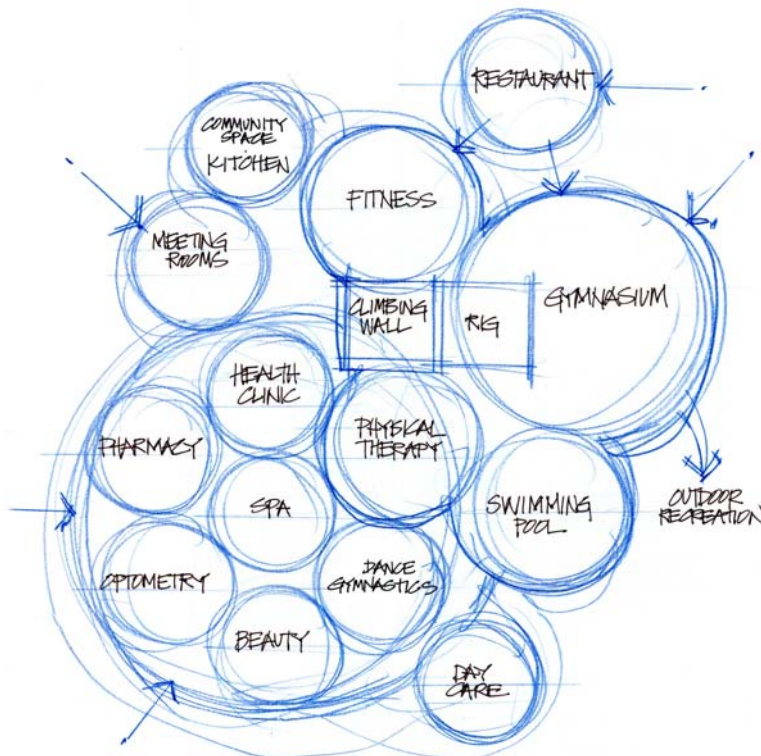 RESTAURANT
COMMUNITY
SPACE
KITCHEN
FITNESS
MEETING
ROOMS
GYMNASIUM
CLIMBING
WALL
RIG
HEALTH
CLINIC
PHARMACY
PHYSICAL
THERAPY
SPA
SWIMMING
POOL
OUTDOOR
RECREATION
OPTOMETRY
DANCE
GYMNASTICS
BEAUTY
DAY
CARE